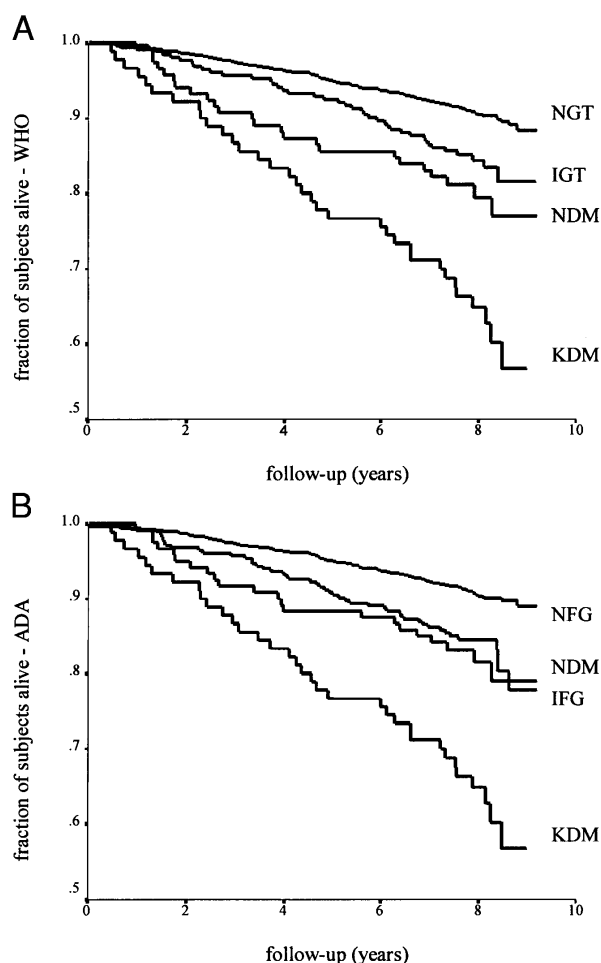 A
fraction of subjects alive - WHO
1.0
.9
.8
.7
.6
.5
NGT
IGT
NDM
KDM
0 2 4 6 8 10
follow-up (years)
B
fraction of subjects alive - ADA
1.0
.9
.8
.7
.6
.5
NFG
NDM
IFG
KDM
0 2 4 6 8 10
follow-up (years)